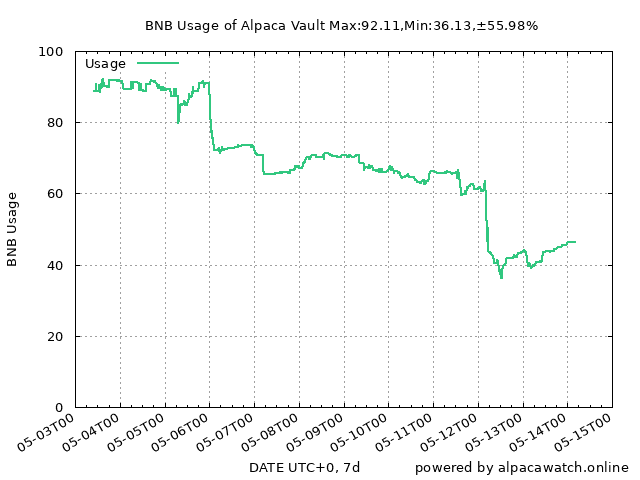 BNB Usage of Alpaca Vault Max:92.11,Min:36.13,±55.98%
Usage
100
80
60
40
20
0
BNB Usage
05-03T00
05-04T00
05-05T00
05-06T00
05-07T00
05-08T00
05-09T00
05-10T00
05-11T00
05-12T00
05-13T00
05-14T00
05-15T00
DATE UTC+0, 7d
powered by alpacawatch.online